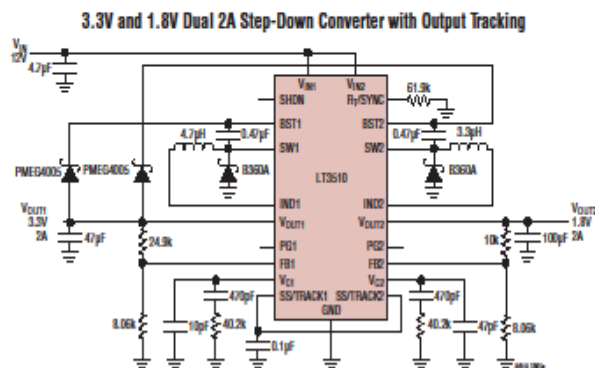 3.3V and 1.8V Dual 2A Step-Down Converter with Output Tracking
VIN
12V
4.7µF
VIN1
VIN2
SHDN
RT/SYNC
61.9k
BST1
BST2
4.7µH
0.47µF
0.47µF
3.3µH
SW1
SW2
PMEG4005
PMEG4005
B360A
LT3510
B360A
IND1
IND2
VOUT1
3.3V
2A
VOUT1
VOUT2
VOUT2
1.8V
2A
47µF
24.9k
10k
100µF
PG1
PG2
FB1
FB2
VC1
VC2
470pF
470pF
SS/TRACK1
SS/TRACK2
8.06k
10pF
40.2k
GND
40.2k
47pF
8.06k
0.1µF